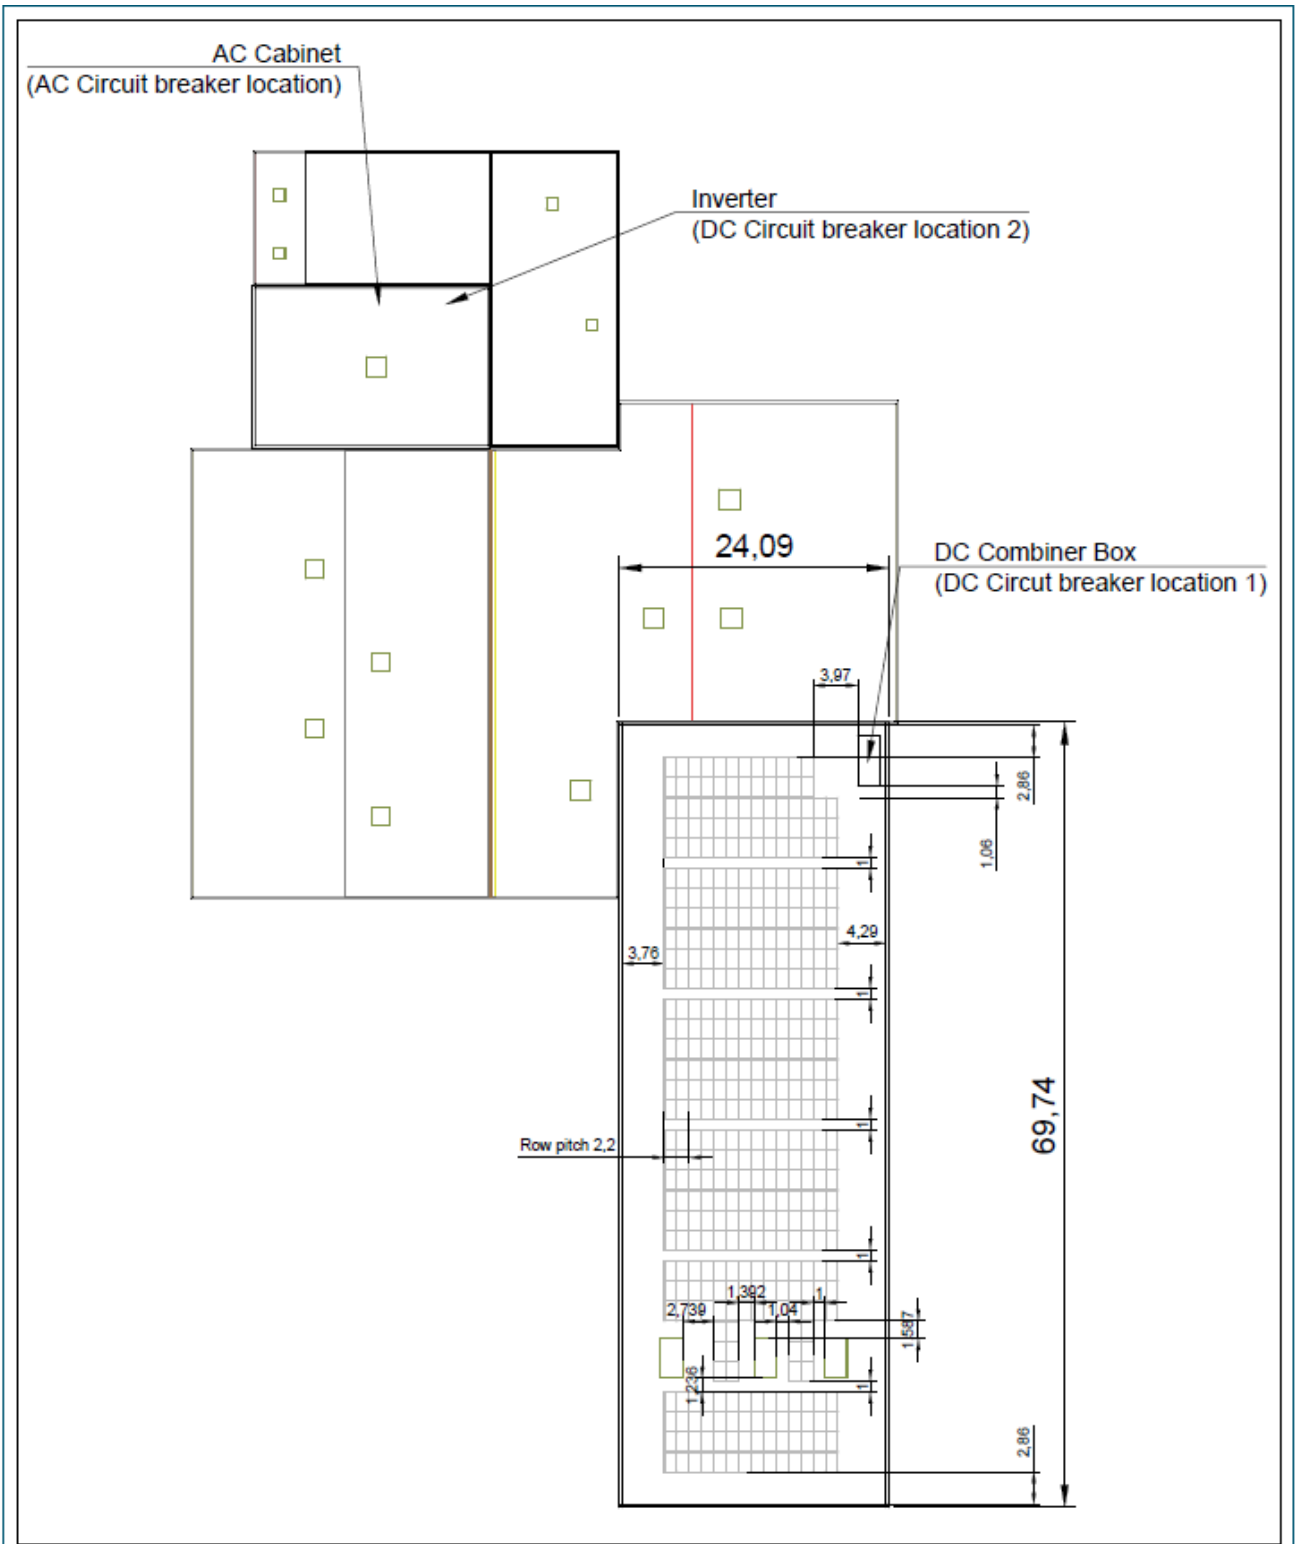 AC Cabinet
(AC Circuit breaker location)
Inverter
(DC Circuit breaker location 2)
24,09
DC Combiner Box
(DC Circut breaker location 1)
3,97
2,86
1,06
1
4,29
3,76
1
69,74
1
Row pitch 2,2
1
1,392
1
2,739
1,04
1,587
1,236
1
2,86